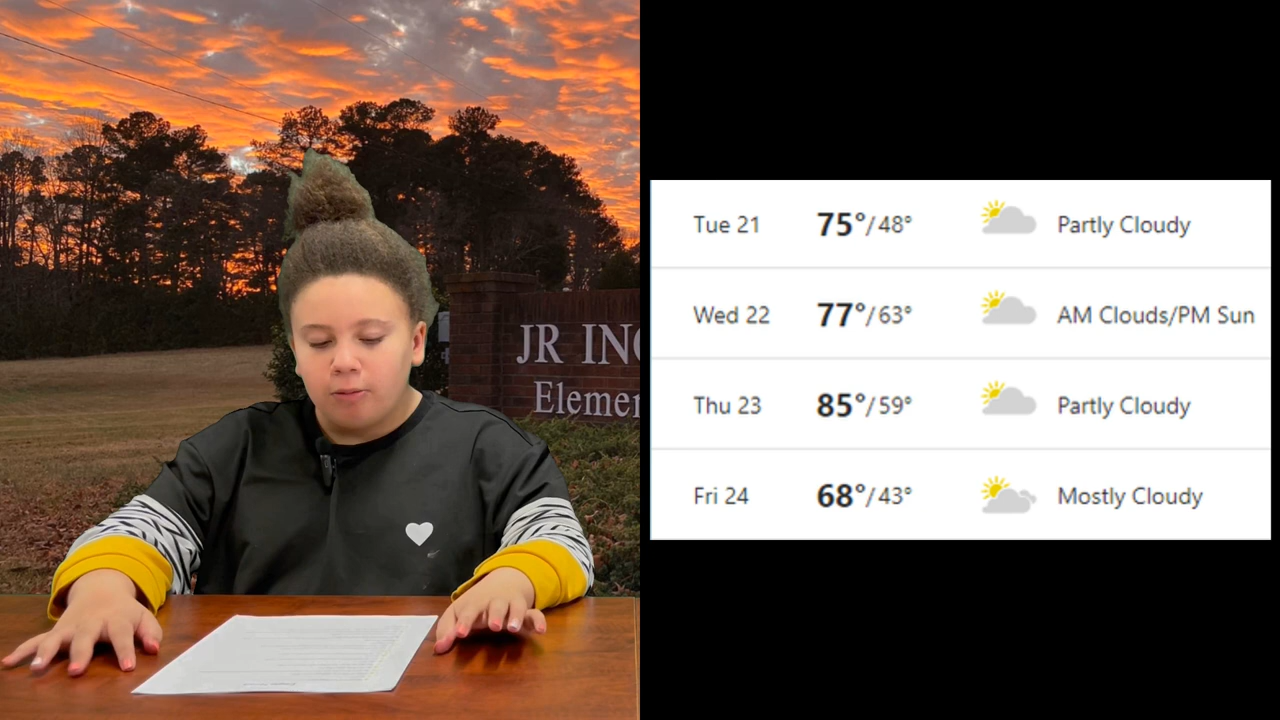 JR IN
Elemen
Tue 21 75°/48° Partly Cloudy
Wed 22 77°/63° AM Clouds/PM Sun
Thu 23 85°/59° Partly Cloudy
Fri 24 68°/43° Mostly Cloudy